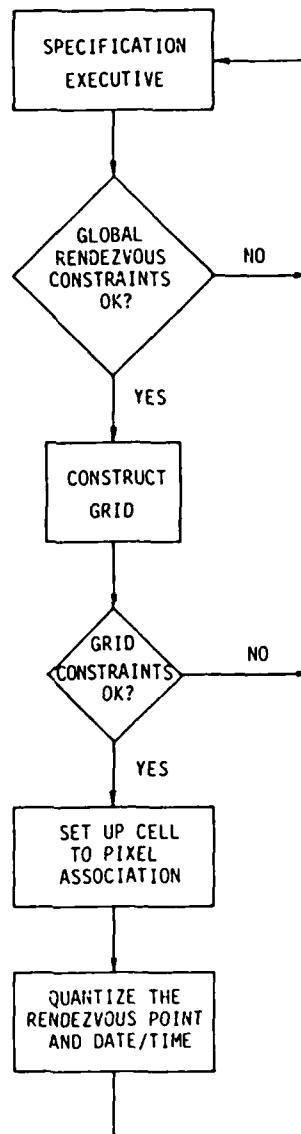 SPECIFICATION
EXECUTIVE
GLOBAL
RENDEZVOUS
CONSTRAINTS
OK?
NO
YES
CONSTRUCT
GRID
GRID
CONSTRAINTS
OK?
NO
YES
SET UP CELL
TO PIXEL
ASSOCIATION
QUANTIZE THE
RENDEZVOUS POINT
AND DATE/TIME